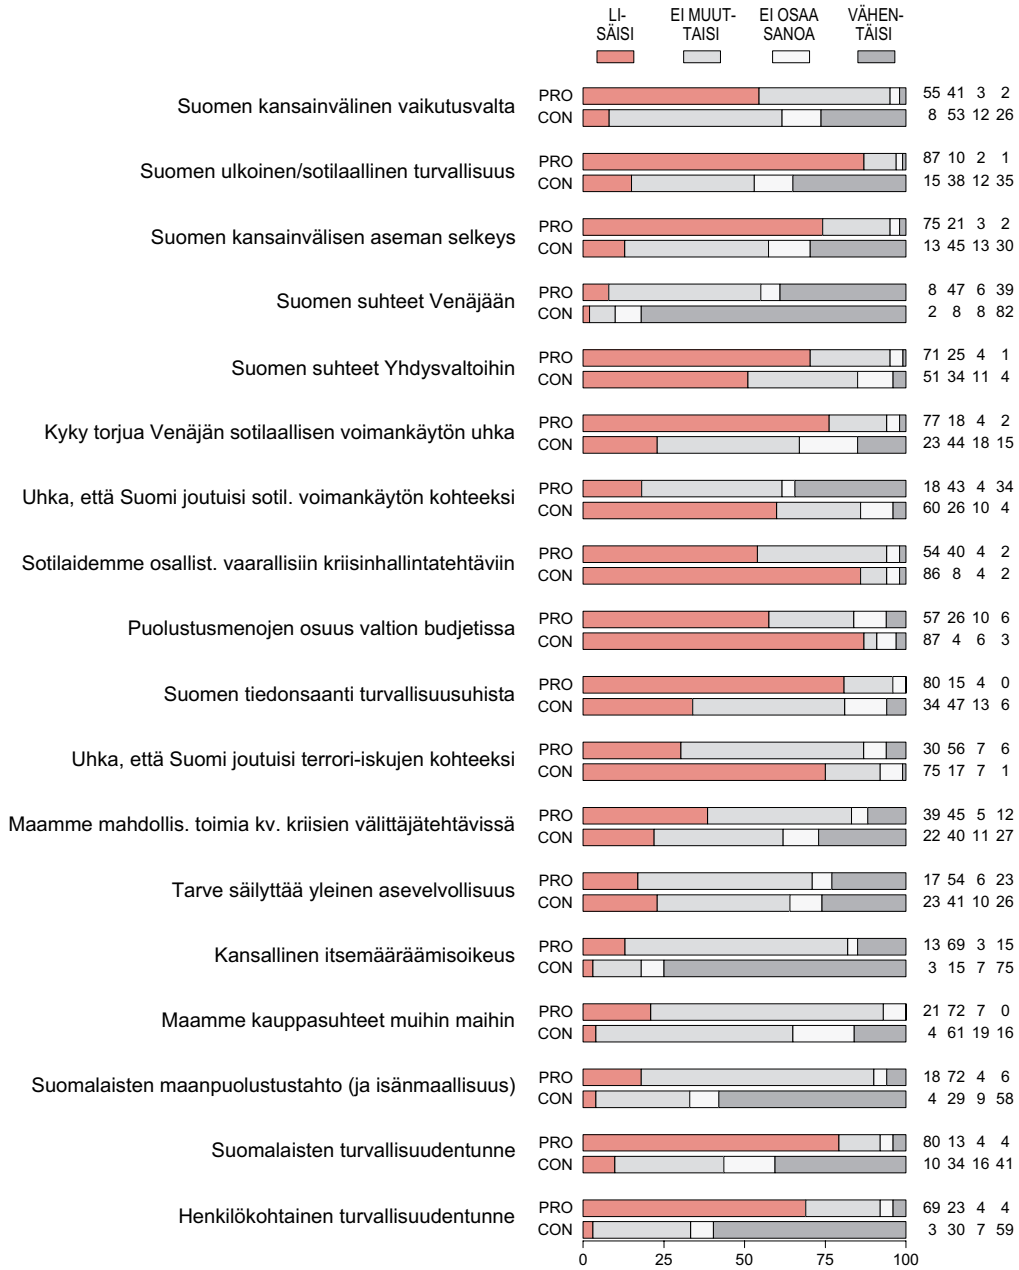 LI-
SÄISI
EI MUUT-
TAISI
EI OSAA
SANOA
VÄHEN-
TÄISI
Suomen kansainvälinen vaikutusvalta
PRO 55 41 3 2
CON 8 53 12 26
Suomen ulkoinen/sotilaallinen turvallisuus
PRO 87 10 2 1
CON 15 38 12 35
Suomen kansainvälisen aseman selkeys
PRO 75 21 3 2
CON 13 45 13 30
Suomen suhteet Venäjään
PRO 8 47 6 39
CON 2 8 8 82
Suomen suhteet Yhdysvaltoihin
PRO 71 25 4 1
CON 51 34 11 4
Kyky torjua Venäjän sotilaallisen voimankäytön uhka
PRO 77 18 4 2
CON 23 44 18 15
Uhka, että Suomi joutuisi sotil. voimankäytön kohteeksi
PRO 18 43 4 34
CON 60 26 10 4
Sotilaidemme osallist. vaarallisiin kriisinhallintatehtäviin
PRO 54 40 4 2
CON 86 8 4 2
Puolustusmenojen osuus valtion budjetissa
PRO 57 26 10 6
CON 87 4 6 3
Suomen tiedonsaanti turvallisuusuhista
PRO 80 15 4 0
CON 34 47 13 6
Uhka, että Suomi joutuisi terrori-iskujen kohteeksi
PRO 30 56 7 6
CON 75 17 7 1
Maamme mahdollis. toimia kv. kriisien välittäjätehtävissä
PRO 39 45 5 12
CON 22 40 11 27
Tarve säilyttää yleinen asevelvollisuus
PRO 17 54 6 23
CON 23 41 10 26
Kansallinen itsemääräämisoikeus
PRO 13 69 3 15
CON 3 15 7 75
Maamme kauppasuhteet muihin maihin
PRO 21 72 7 0
CON 4 61 19 16
Suomalaisten maanpuolustustahto (ja isänmaallisuus)
PRO 18 72 4 6
CON 4 29 9 58
Suomalaisten turvallisuudentunne
PRO 80 13 4 4
CON 10 34 16 41
Henkilökohtainen turvallisuudentunne
PRO 69 23 4 4
CON 3 30 7 59
0 25 50 75 100